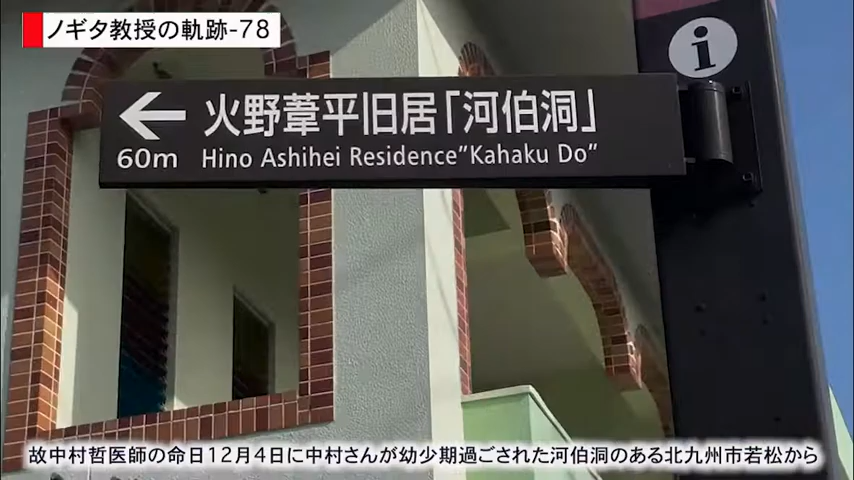 ノギタ教授の軌跡-78
i
← 火野葦平旧居「河伯洞」
60m Hino Ashihei Residence"Kahaku Do"
故中村哲医師の命日12月4日に中村さんが幼少期過ごされた河伯洞のある北九州市若松から